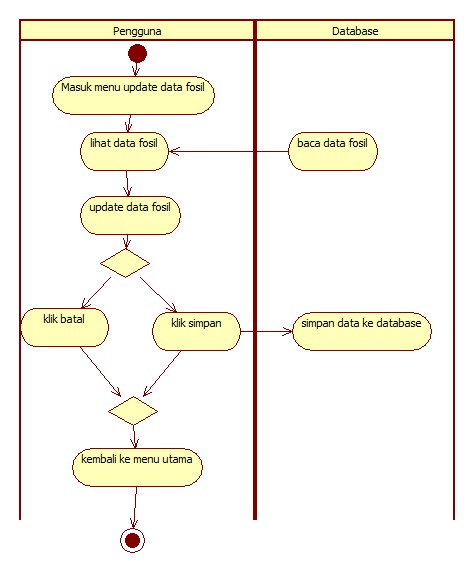 Pengguna
Database
Masuk menu update data fosil
lihat data fosil
baca data fosil
update data fosil
klik batal
klik simpan
simpan data ke database
kembali ke menu utama